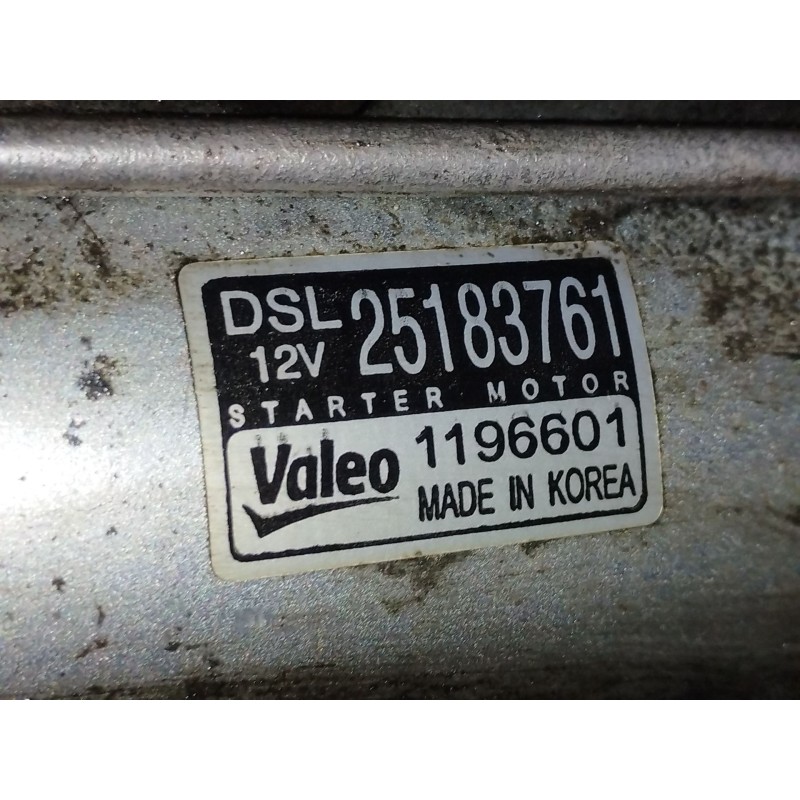 DSL 25183761
12V
STARTER MOTOR
Valeo 1196601
MADE IN KOREA